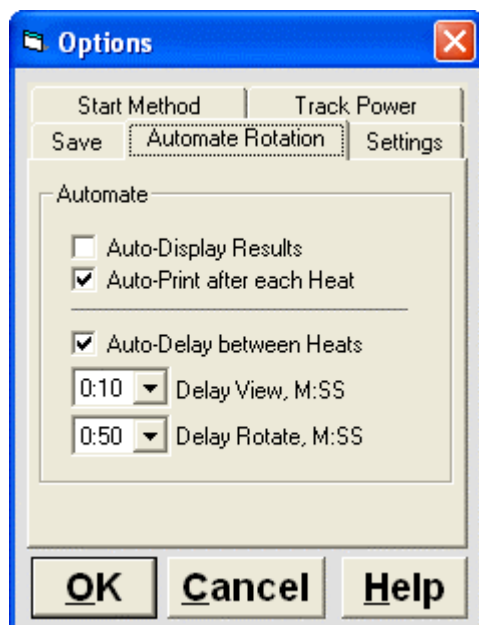 Options
Start Method Track Power
Save Automate Rotation Settings
Automate
Auto-Display Results
Auto-Print after each Heat
Auto-Delay between Heats
0:10 Delay View, M:SS
0:50 Delay Rotate, M:SS
OK Cancel Help